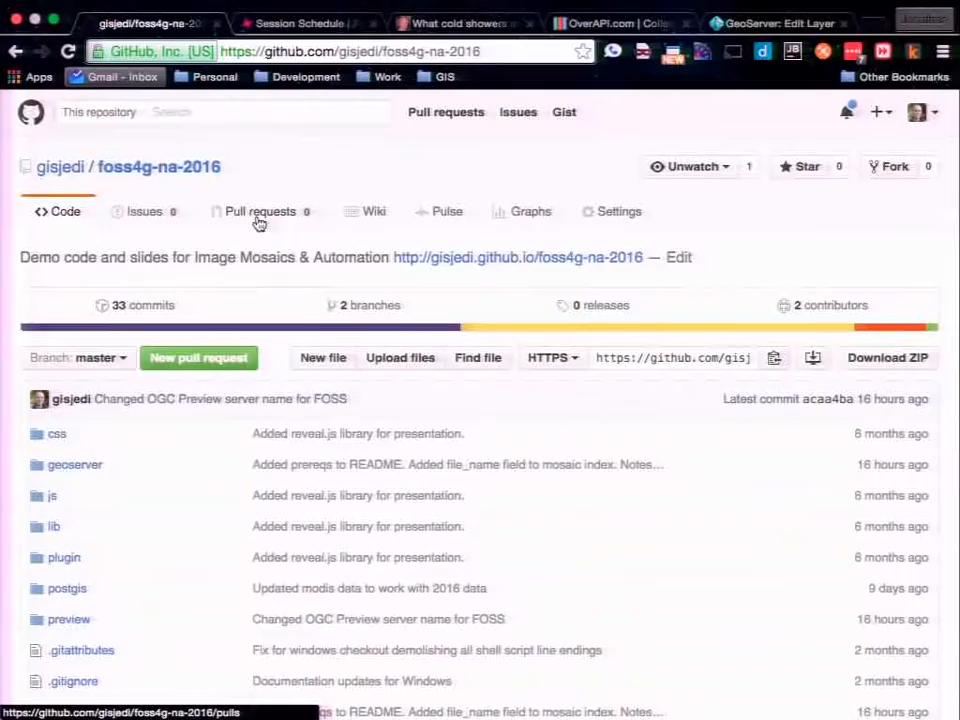 gisjedi/foss4g-na-20 Session Schedule / What cold showers OverAPI.com | Colle GeoServer: Edit Layer Jonathan
GitHub, Inc. [US] https://github.com/gisjedi/foss4g-na-2016
Apps Gmail - Inbox Personal Development Work GIS Other Bookmarks
This repository Search Pull requests Issues Gist
gisjedi / foss4g-na-2016 Unwatch 1 Star 0 Fork 0
Code Issues 0 Pull requests 0 Wiki Pulse Graphs Settings
Demo code and slides for Image Mosaics & Automation http://gisjedi.github.io/foss4g-na-2016 — Edit
33 commits 2 branches 0 releases 2 contributors
Branch: master New pull request New file Upload files Find file HTTPS https://github.com/gisj Download ZIP
gisjedi Changed OGC Preview server name for FOSS Latest commit acaa4ba 16 hours ago
css Added reveal.js library for presentation. 6 months ago
geoserver Added prereqs to README. Added file_name field to mosaic index. Notes… 16 hours ago
js Added reveal.js library for presentation. 6 months ago
lib Added reveal.js library for presentation. 6 months ago
plugin Added reveal.js library for presentation. 6 months ago
postgis Updated modis data to work with 2016 data 9 days ago
preview Changed OGC Preview server name for FOSS 16 hours ago
.gitattributes Fix for windows checkout demolishing all shell script line endings 2 months ago
.gitignore Documentation updates for Windows 2 months ago
https://github.com/gisjedi/foss4g-na-2016/pulls to README. Added file_name field to mosaic index. Notes… 16 hours ago